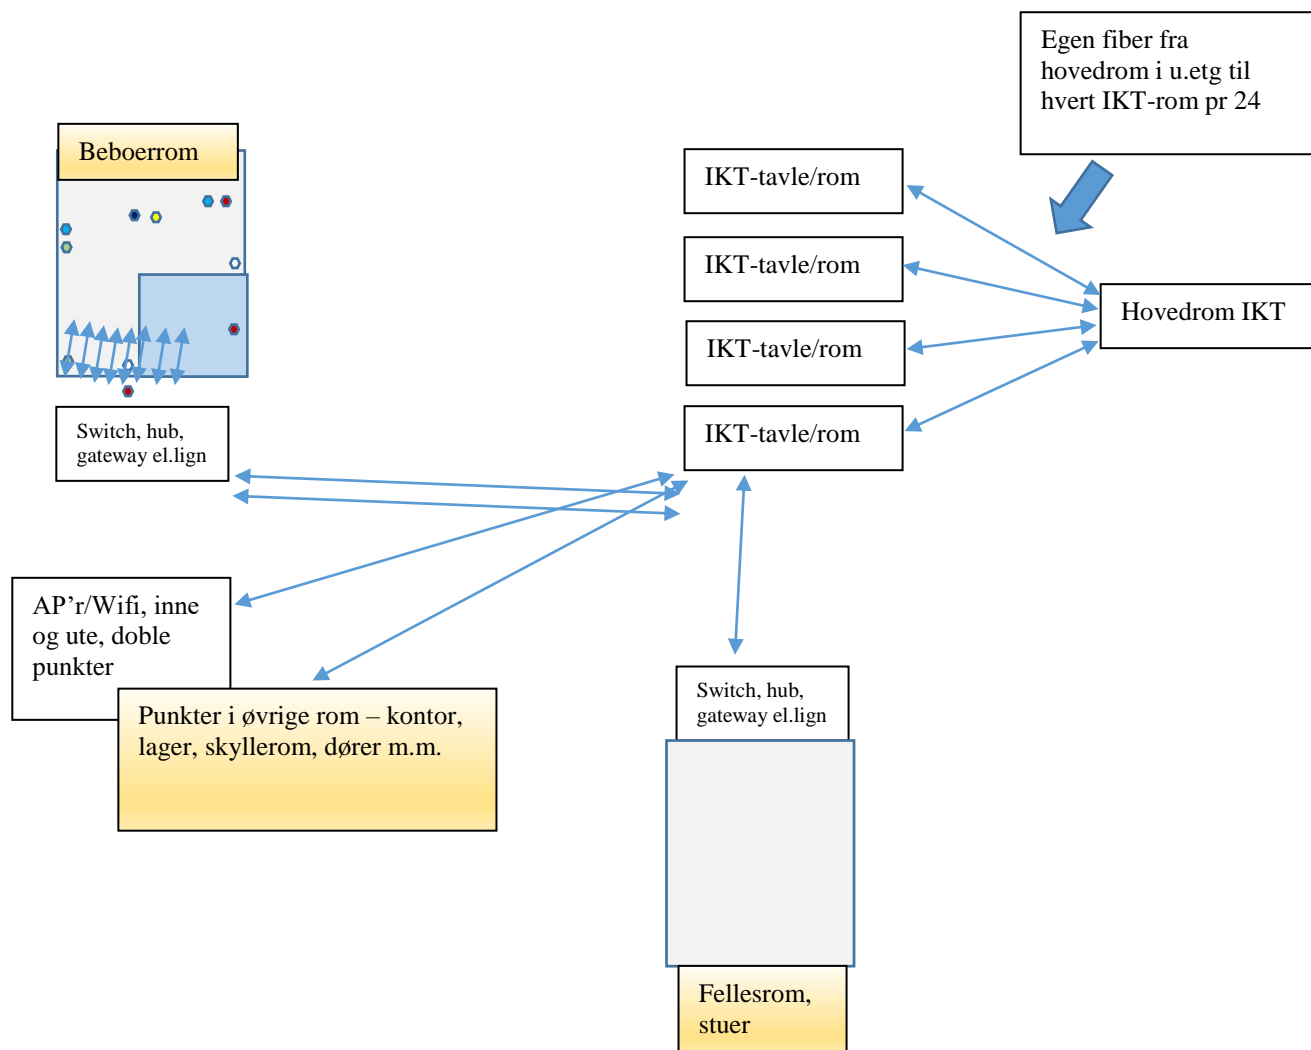 Egen fiber fra
hovedrom i u.etg til
hvert IKT-rom pr 24
Beboerrom
IKT-tavle/rom
IKT-tavle/rom
Hovedrom IKT
IKT-tavle/rom
IKT-tavle/rom
Switch, hub,
gateway el.lign
AP’r/Wifi, inne
og ute, doble
punkter
Punkter i øvrige rom – kontor,
lager, skyllerom, dører m.m.
Switch, hub,
gateway el.lign
Fellesrom,
stuer